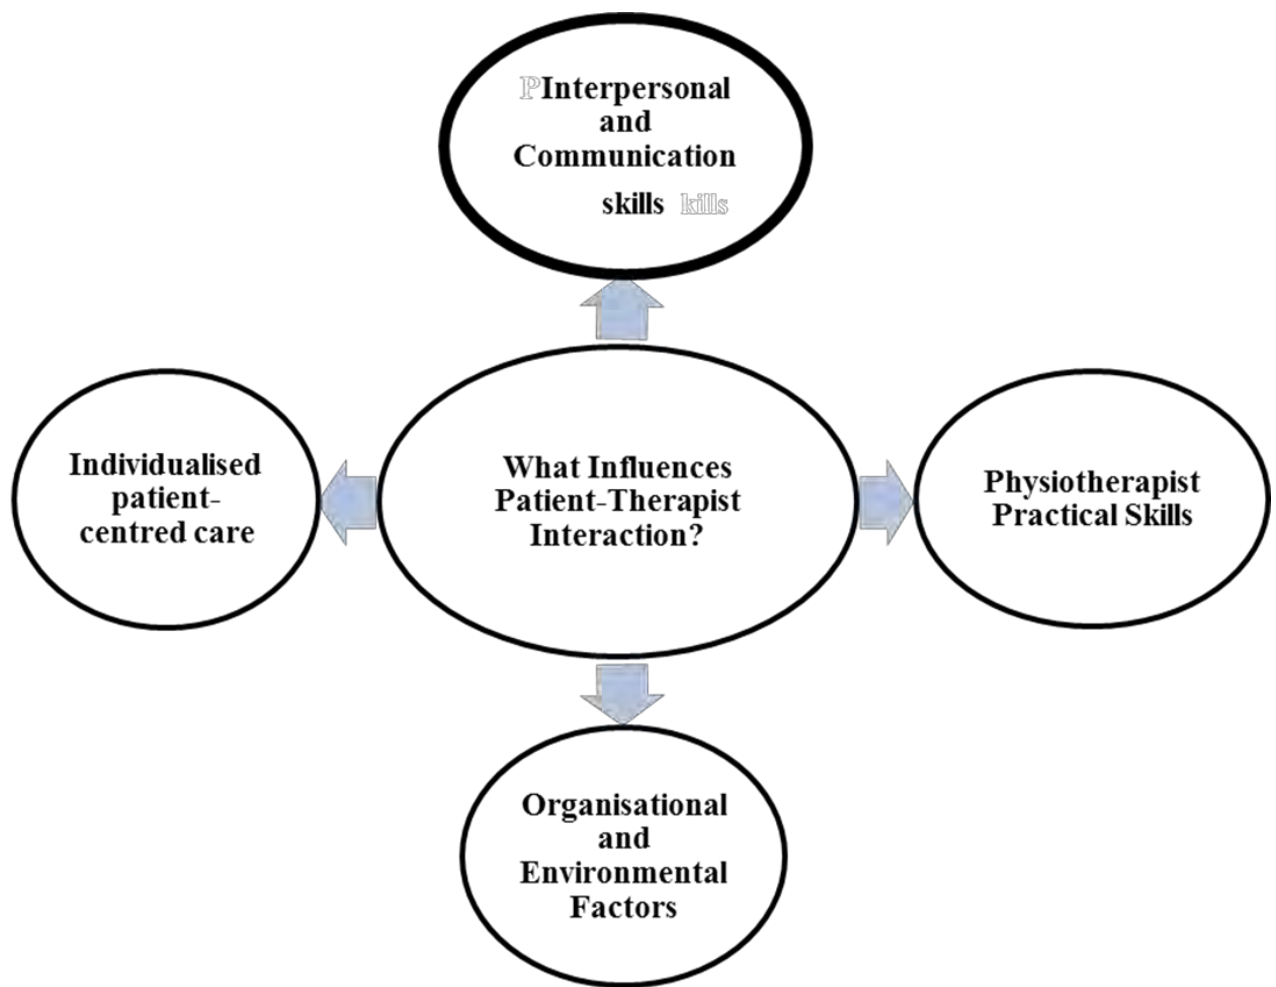 PInterpersonal
and
Communication
skills kills
Individualised
patient-
centred care
What Influences
Patient-Therapist
Interaction?
Physiotherapist
Practical Skills
Organisational
and
Environmental
Factors